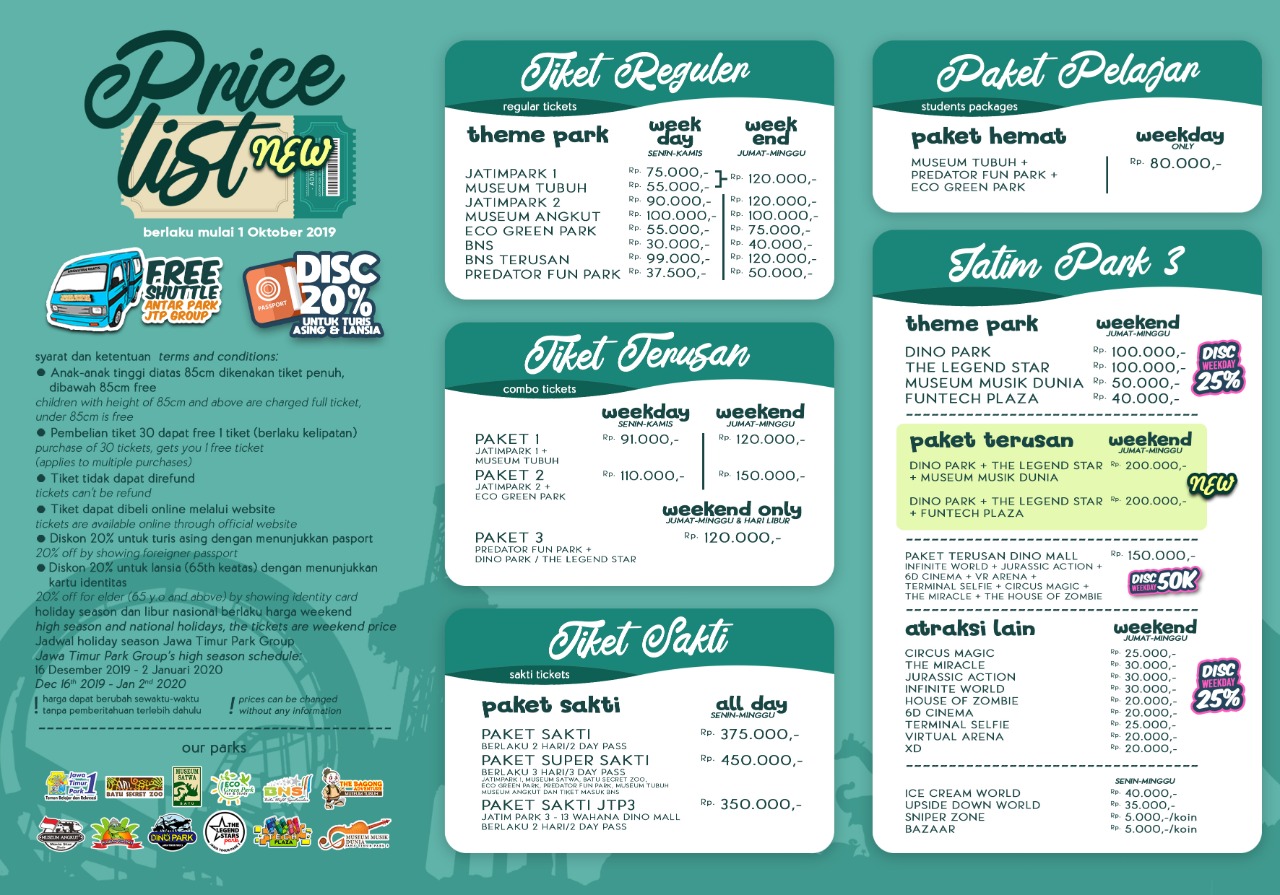 Price
list
NEW
berlaku mulai 1 Oktober 2019
FREE
SHUTTLE
ANTAR PARK
JTP GROUP
PASSPORT
DISC
20%
UNTUK TURIS
ASING & LANSIA
syarat dan ketentuan terms and conditions:
● Anak-anak tinggi diatas 85cm dikenakan tiket penuh,
dibawah 85cm free
children with height of 85cm and above are charged full ticket,
under 85cm is free
● Pembelian tiket 30 dapat free 1 tiket (berlaku kelipatan)
purchase of 30 tickets, gets you 1 free ticket
(applies to multiple purchases)
● Tiket tidak dapat direfund
tickets can't be refund
● Tiket dapat dibeli online melalui website
tickets are available online through official website
● Diskon 20% untuk turis asing dengan menunjukkan pasport
20% off by showing foreigner passport
● Diskon 20% untuk lansia (65th keatas) dengan menunjukkan
kartu identitas
20% off for elder (65 y.o and above) by showing identity card
holiday season dan libur nasional berlaku harga weekend
high season and national holidays, the tickets are weekend price
Jadwal holiday season Jawa Timur Park Group
Jawa Timur Park Group's high season schedule:
16 Desember 2019 - 2 Januari 2020
Dec 16th 2019 - Jan 2nd 2020
! harga dapat berubah sewaktu-waktu
tanpa pemberitahuan terlebih dahulu
! prices can be changed
without any information
our parks
Jawa Timur Park 1
BATU SECRET ZOO
MUSEUM SATWA
BATU
ECO Green Park
BNS
THE BAGONG ADVENTURE
MUSEUM ANGKUT
PREDATOR FUN PARK
DINO PARK
THE LEGEND STARS park
FUN TECH PLAZA
MUSEUM MUSIK DUNIA
Tiket Reguler
regular tickets
theme park week day week end
SENIN-KAMIS JUMAT-MINGGU
JATIMPARK 1 Rp. 75.000,-
MUSEUM TUBUH Rp. 55.000,- Rp. 120.000,-
JATIMPARK 2 Rp. 90.000,- Rp. 120.000,-
MUSEUM ANGKUT Rp. 100.000,- Rp. 100.000,-
ECO GREEN PARK Rp. 55.000,- Rp. 75.000,-
BNS Rp. 30.000,- Rp. 40.000,-
BNS TERUSAN Rp. 99.000,- Rp. 120.000,-
PREDATOR FUN PARK Rp. 37.500,- Rp. 50.000,-
Tiket Terusan
combo tickets
weekday weekend
SENIN-KAMIS JUMAT-MINGGU
PAKET 1 Rp. 91.000,- Rp. 120.000,-
JATIMPARK 1 +
MUSEUM TUBUH
PAKET 2 Rp. 110.000,- Rp. 150.000,-
JATIMPARK 2 +
ECO GREEN PARK
weekend only
JUMAT-MINGGU & HARI LIBUR
PAKET 3 Rp. 120.000,-
PREDATOR FUN PARK +
DINO PARK / THE LEGEND STAR
Tiket Sakti
sakti tickets
paket sakti all day
SENIN-MINGGU
PAKET SAKTI Rp. 375.000,-
BERLAKU 2 HARI/2 DAY PASS
PAKET SUPER SAKTI Rp. 450.000,-
BERLAKU 3 HARI/3 DAY PASS
JATIMPARK 1, MUSEUM SATWA, BATU SECRET ZOO,
ECO GREEN PARK, PREDATOR FUN PARK, MUSEUM TUBUH
MUSEUM ANGKUT DAN TIKET MASUK BNS
PAKET SAKTI JTP3 Rp. 350.000,-
JATIM PARK 3 - 13 WAHANA DINO MALL
BERLAKU 2 HARI/2 DAY PASS
Paket Pelajar
students packages
paket hemat weekday
ONLY
MUSEUM TUBUH + Rp. 80.000,-
PREDATOR FUN PARK +
ECO GREEN PARK
Jatim Park 3
theme park weekend
JUMAT-MINGGU
DINO PARK Rp. 100.000,-
THE LEGEND STAR Rp. 100.000,-
MUSEUM MUSIK DUNIA Rp. 50.000,-
FUNTECH PLAZA Rp. 40.000,-
DISC
WEEKDAY
25%
paket terusan weekend
JUMAT-MINGGU
DINO PARK + THE LEGEND STAR Rp. 200.000,-
+ MUSEUM MUSIK DUNIA
NEW
DINO PARK + THE LEGEND STAR Rp. 200.000,-
+ FUNTECH PLAZA
PAKET TERUSAN DINO MALL Rp. 150.000,-
INFINITE WORLD + JURASSIC ACTION +
6D CINEMA + VR ARENA +
TERMINAL SELFIE + CIRCUS MAGIC +
THE MIRACLE + THE HOUSE OF ZOMBIE
DISC WEEKDAY 50K
atraksi lain weekend
JUMAT-MINGGU
CIRCUS MAGIC Rp. 25.000,-
THE MIRACLE Rp. 30.000,-
JURASSIC ACTION Rp. 30.000,-
INFINITE WORLD Rp. 30.000,-
HOUSE OF ZOMBIE Rp. 20.000,-
6D CINEMA Rp. 20.000,-
TERMINAL SELFIE Rp. 25.000,-
VIRTUAL ARENA Rp. 20.000,-
XD Rp. 20.000,-
DISC
WEEKDAY
25%
SENIN-MINGGU
ICE CREAM WORLD Rp. 40.000,-
UPSIDE DOWN WORLD Rp. 35.000,-
SNIPER ZONE Rp. 5.000,-/koin
BAZAAR Rp. 5.000,-/koin